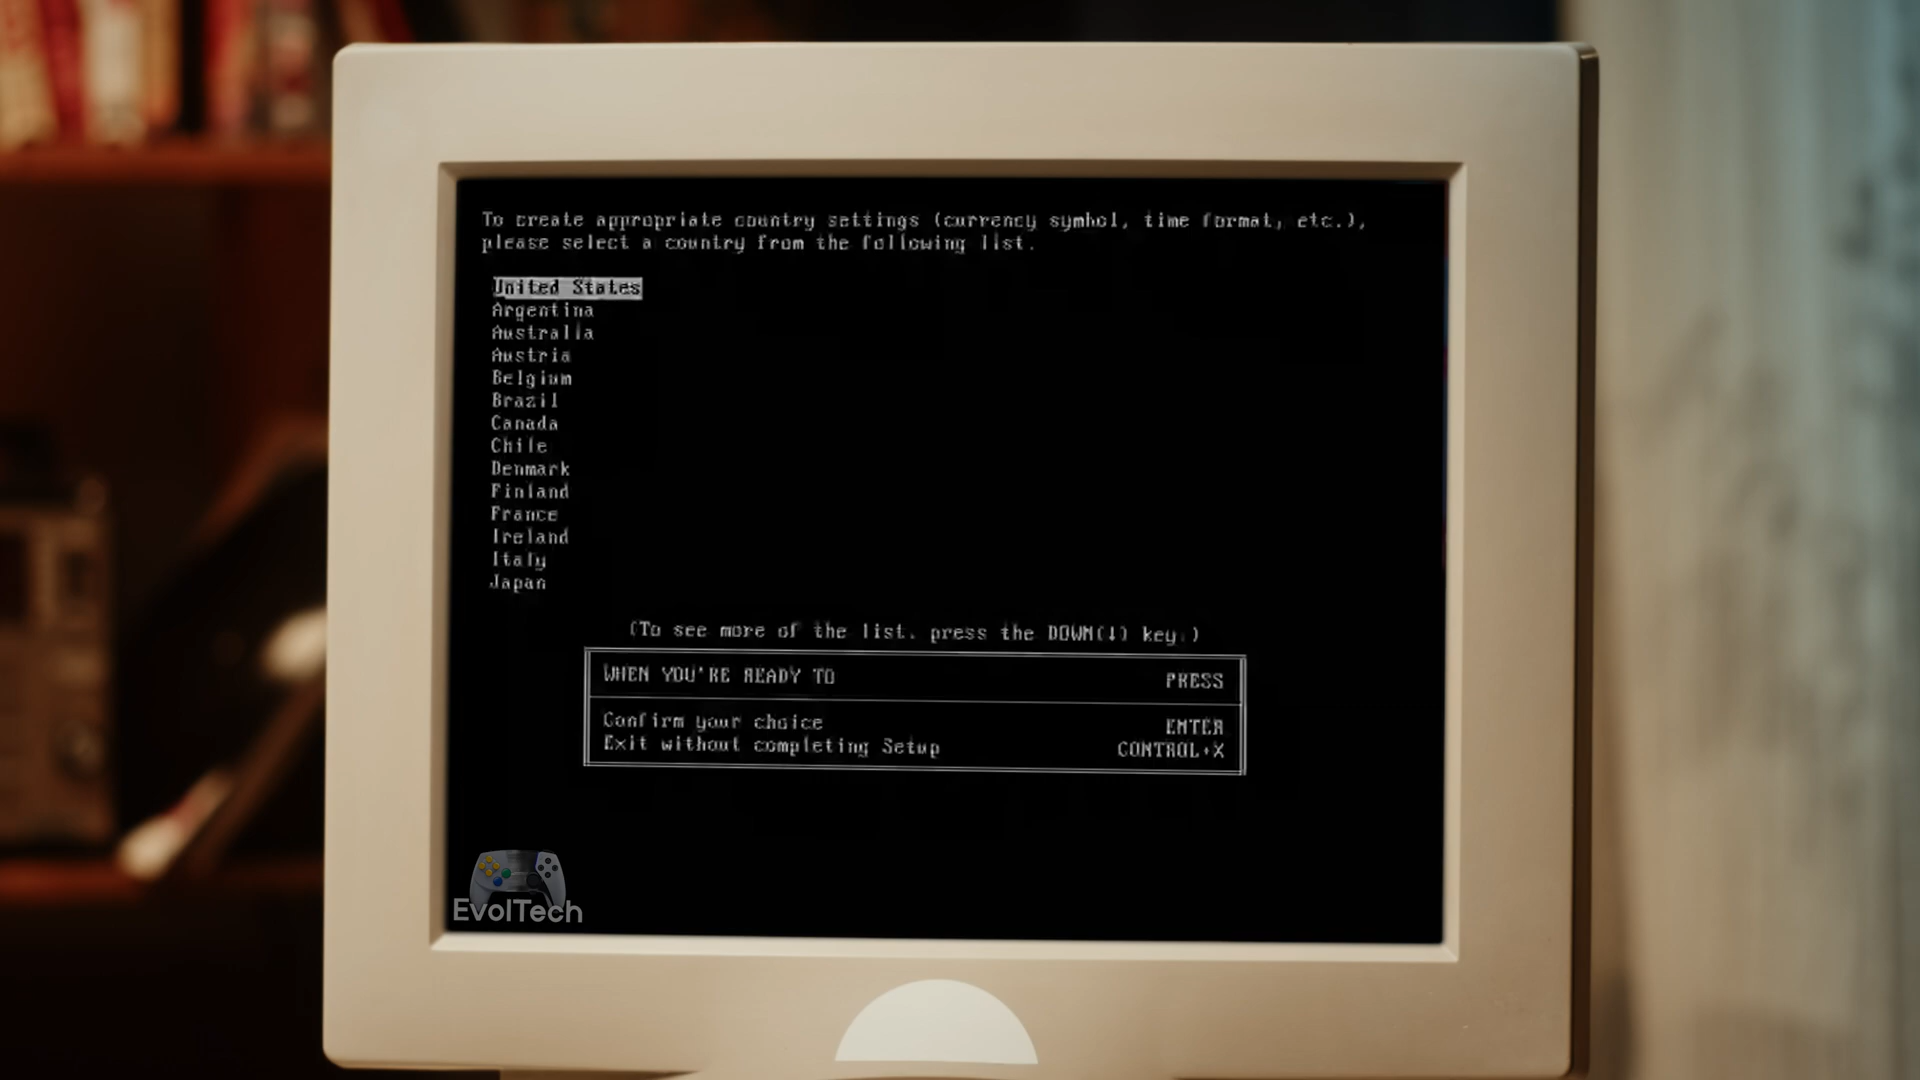 To create appropriate country settings (currency symbol, time format, etc.),
please select a country from the following list.
United States
Argentina
Australia
Austria
Belgium
Brazil
Canada
Chile
Denmark
Finland
France
Ireland
Italy
Japan
(To see more of the list, press the DOWN(↓) key.)
WHEN YOU'RE READY TO PRESS
Confirm your choice ENTER
Exit without completing Setup CONTROL+X
EvolTech